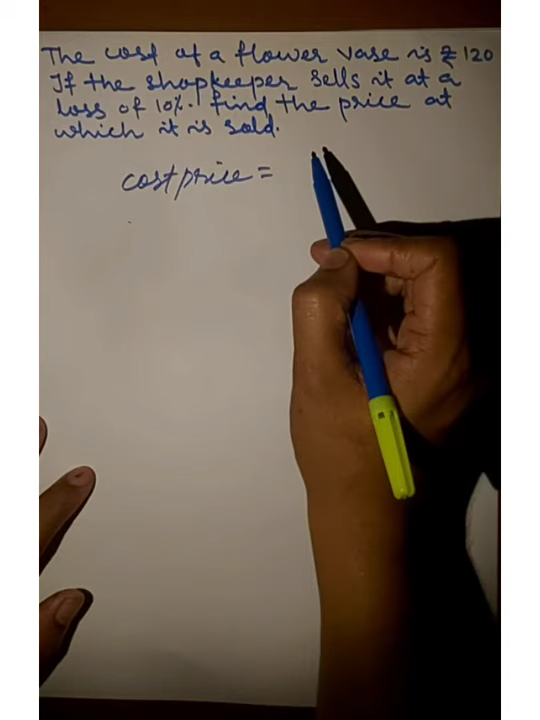 The cost of a flower vase is ₹ 120
If the shopkeeper sells it at a
loss of 10%. find the price at
which it is sold.
cost price =